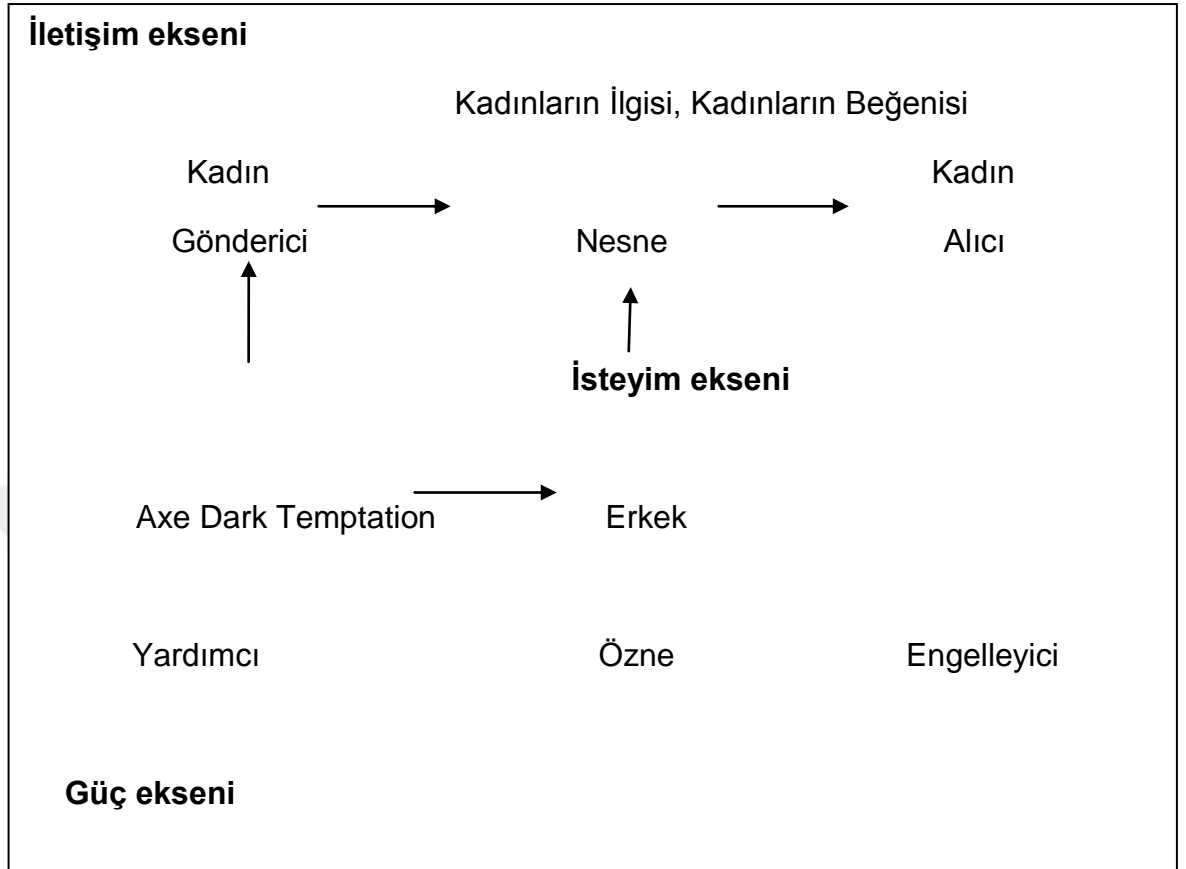 İletişim ekseni
Kadınların İlgisi, Kadınların Beğenisi
Kadın Kadın
Gönderici Nesne Alıcı
İsteyim ekseni
Axe Dark Temptation Erkek
Yardımcı Özne Engelleyici
Güç ekseni